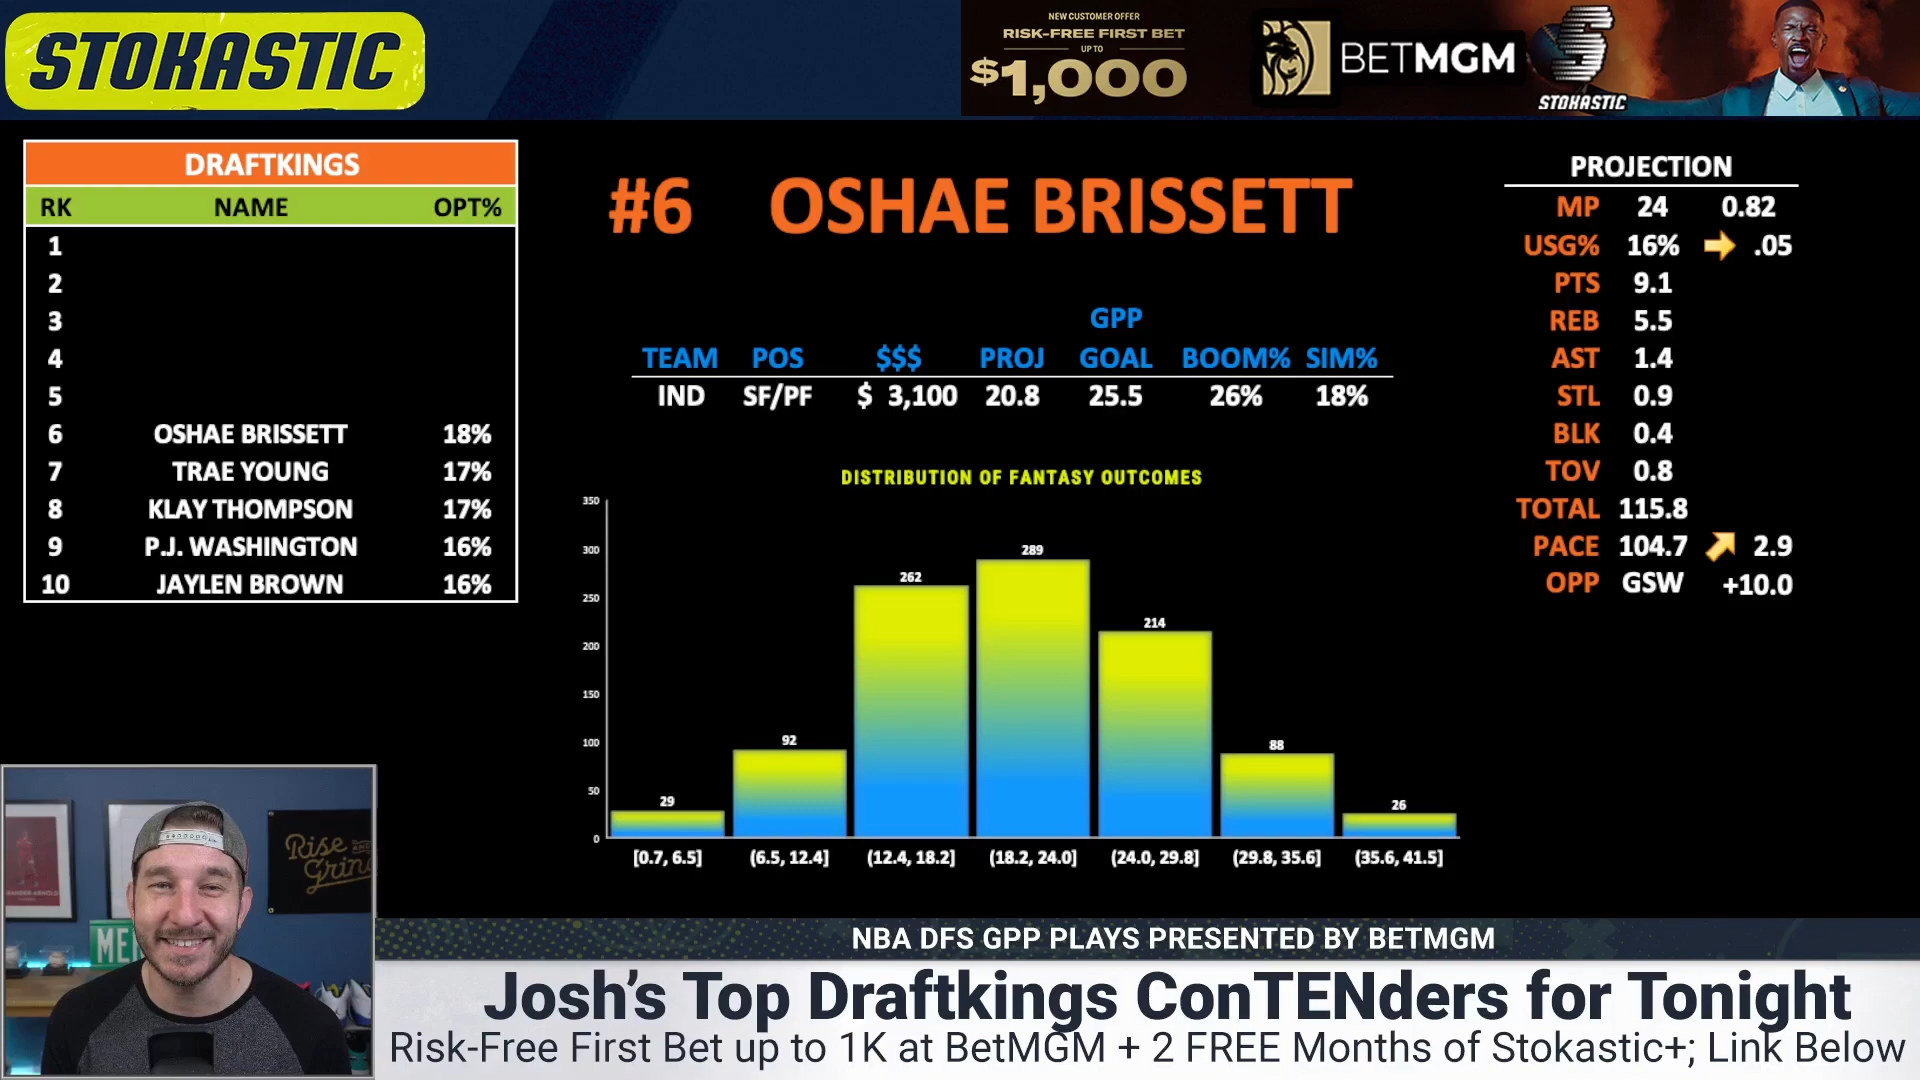 STOKASTIC
NEW CUSTOMER OFFER
RISK-FREE FIRST BET
UP TO
$1,000
BETMGM
STOKASTIC
DRAFTKINGS
RK NAME OPT%
1
2
3
4
5
6 OSHAE BRISSETT 18%
7 TRAE YOUNG 17%
8 KLAY THOMPSON 17%
9 P.J. WASHINGTON 16%
10 JAYLEN BROWN 16%
#6 OSHAE BRISSETT
GPP
TEAM POS $$$ PROJ GOAL BOOM% SIM%
IND SF/PF $ 3,100 20.8 25.5 26% 18%
DISTRIBUTION OF FANTASY OUTCOMES
350
300
250
200
150
100
50
0
29
92
262
289
214
88
26
[0.7, 6.5] (6.5, 12.4] (12.4, 18.2] (18.2, 24.0] (24.0, 29.8] (29.8, 35.6] (35.6, 41.5]
PROJECTION
MP 24 0.82
USG% 16% .05
PTS 9.1
REB 5.5
AST 1.4
STL 0.9
BLK 0.4
TOV 0.8
TOTAL 115.8
PACE 104.7 2.9
OPP GSW +10.0
Rise AND
Grind
NBA DFS GPP PLAYS PRESENTED BY BETMGM
Josh's Top Draftkings ConTENders for Tonight
Risk-Free First Bet up to 1K at BetMGM + 2 FREE Months of Stokastic+; Link Below